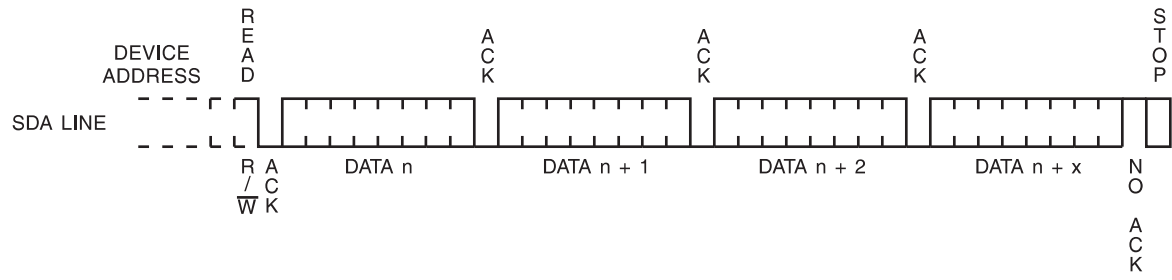 READ
ACK
ACK
ACK
STOP
DEVICE
ADDRESS
SDA LINE
R/W
ACK
DATA n
DATA n + 1
DATA n + 2
DATA n + x
NO ACK